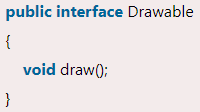 public interface Drawable
{
void draw();
}